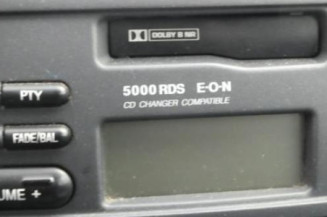 DOLBY B NR
5000 RDS E·O·N
CD CHANGER COMPATIBLE
PTY
FADE/BAL
UME +